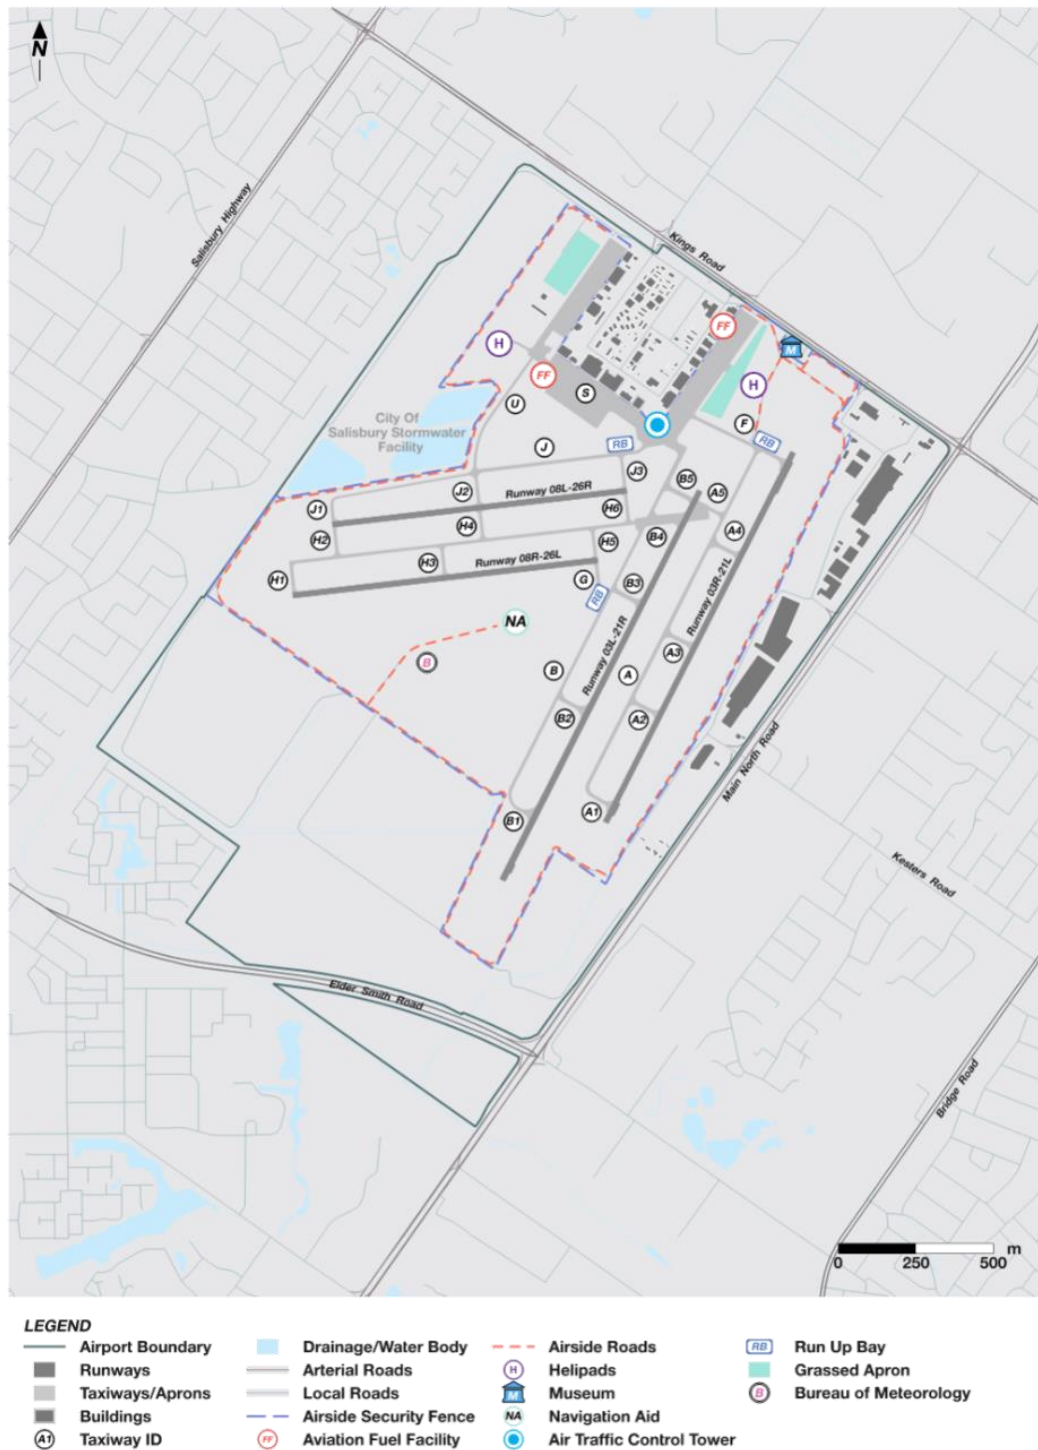 N
Salisbury Highway
Kings Road
FF
M
H
FF
H
S
U
F
City Of
Salisbury Stormwater
Facility
RB
RB
J
J3
B5
A5
J2
Runway 08L-26R
J1
H6
H4
H2
A4
B4
H5
H3
Runway 08R-26L
H1
G
B3
RB
Runway 03R-21L
NA
B
A3
B
Runway 03L-21R
A
B2
A2
Main North Road
B1
A1
Kesters Road
Elder Smith Road
Bridge Road
0 250 500 m
LEGEND
Airport Boundary
Runways
Taxiways/Aprons
Buildings
A1 Taxiway ID
Drainage/Water Body
Arterial Roads
Local Roads
Airside Security Fence
FF Aviation Fuel Facility
Airside Roads
H Helipads
M Museum
NA Navigation Aid
Air Traffic Control Tower
RB Run Up Bay
Grassed Apron
B Bureau of Meteorology